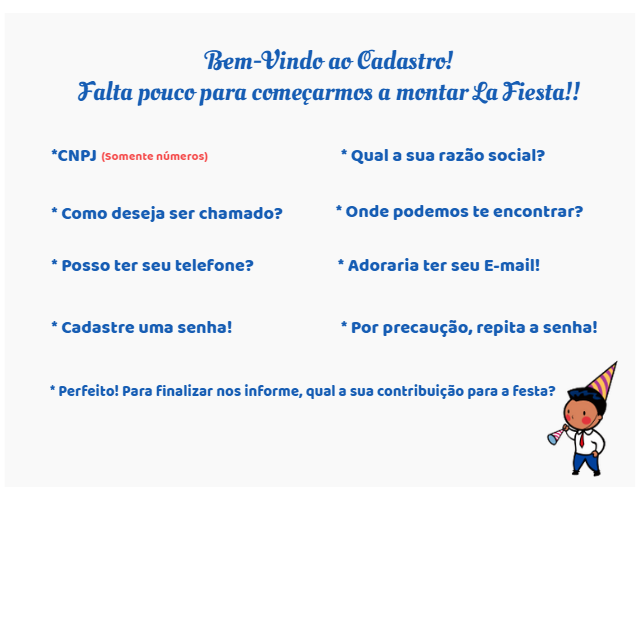 Bem-Vindo ao Cadastro!
Falta pouco para começarmos a montar La Fiesta!!
*CNPJ (Somente números)
* Qual a sua razão social?
* Como deseja ser chamado?
* Onde podemos te encontrar?
* Posso ter seu telefone?
* Adoraria ter seu E-mail!
* Cadastre uma senha!
* Por precaução, repita a senha!
* Perfeito! Para finalizar nos informe, qual a sua contribuição para a festa?